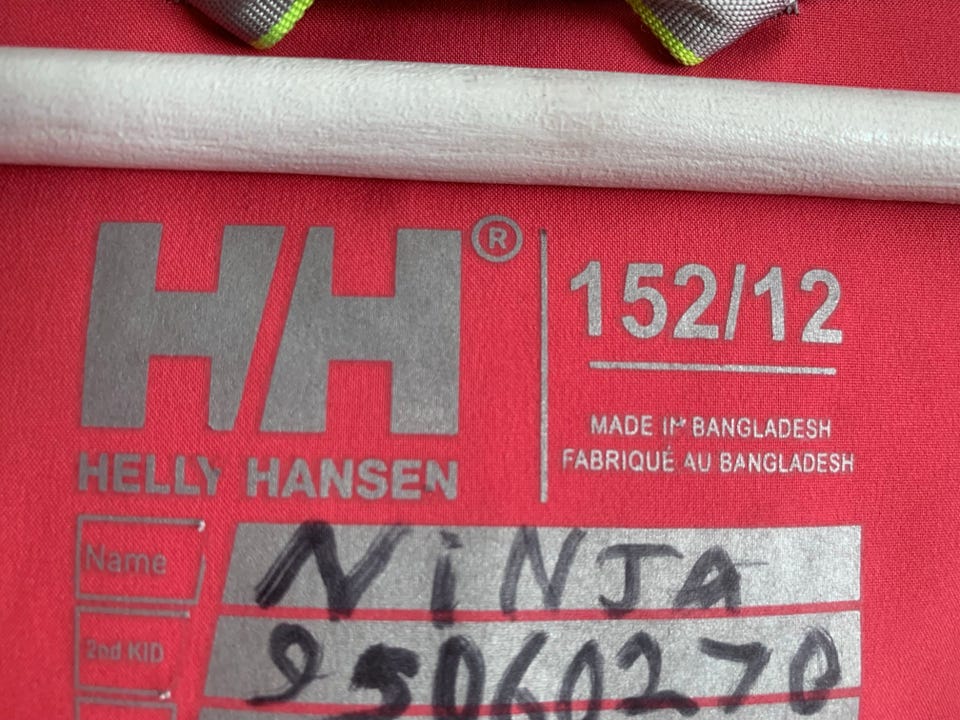 HH®
HELLY HANSEN
152/12
MADE IN BANGLADESH
FABRIQUÉ AU BANGLADESH
Name NiNJA
2nd KID 95060270